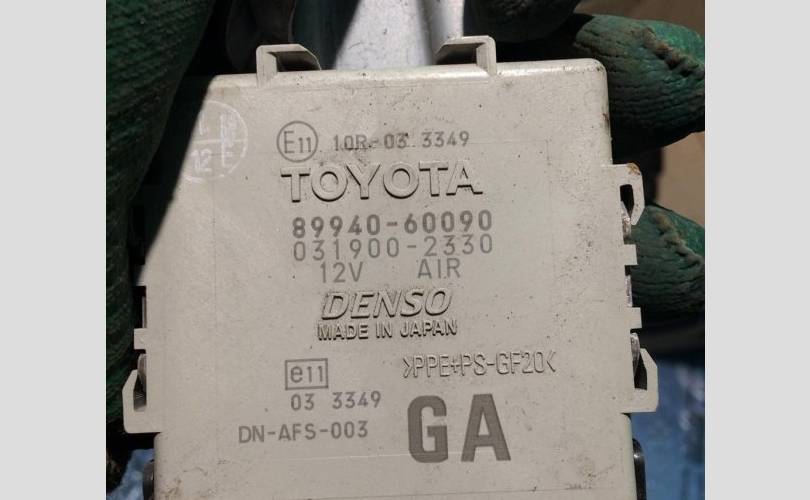 E11 10R-03 3349
TOYOTA
89940-60090
031900-2330
12V AIR
DENSO
MADE IN JAPAN
>PPE+PS-GF20<
e11
03 3349
DN-AFS-003
GA